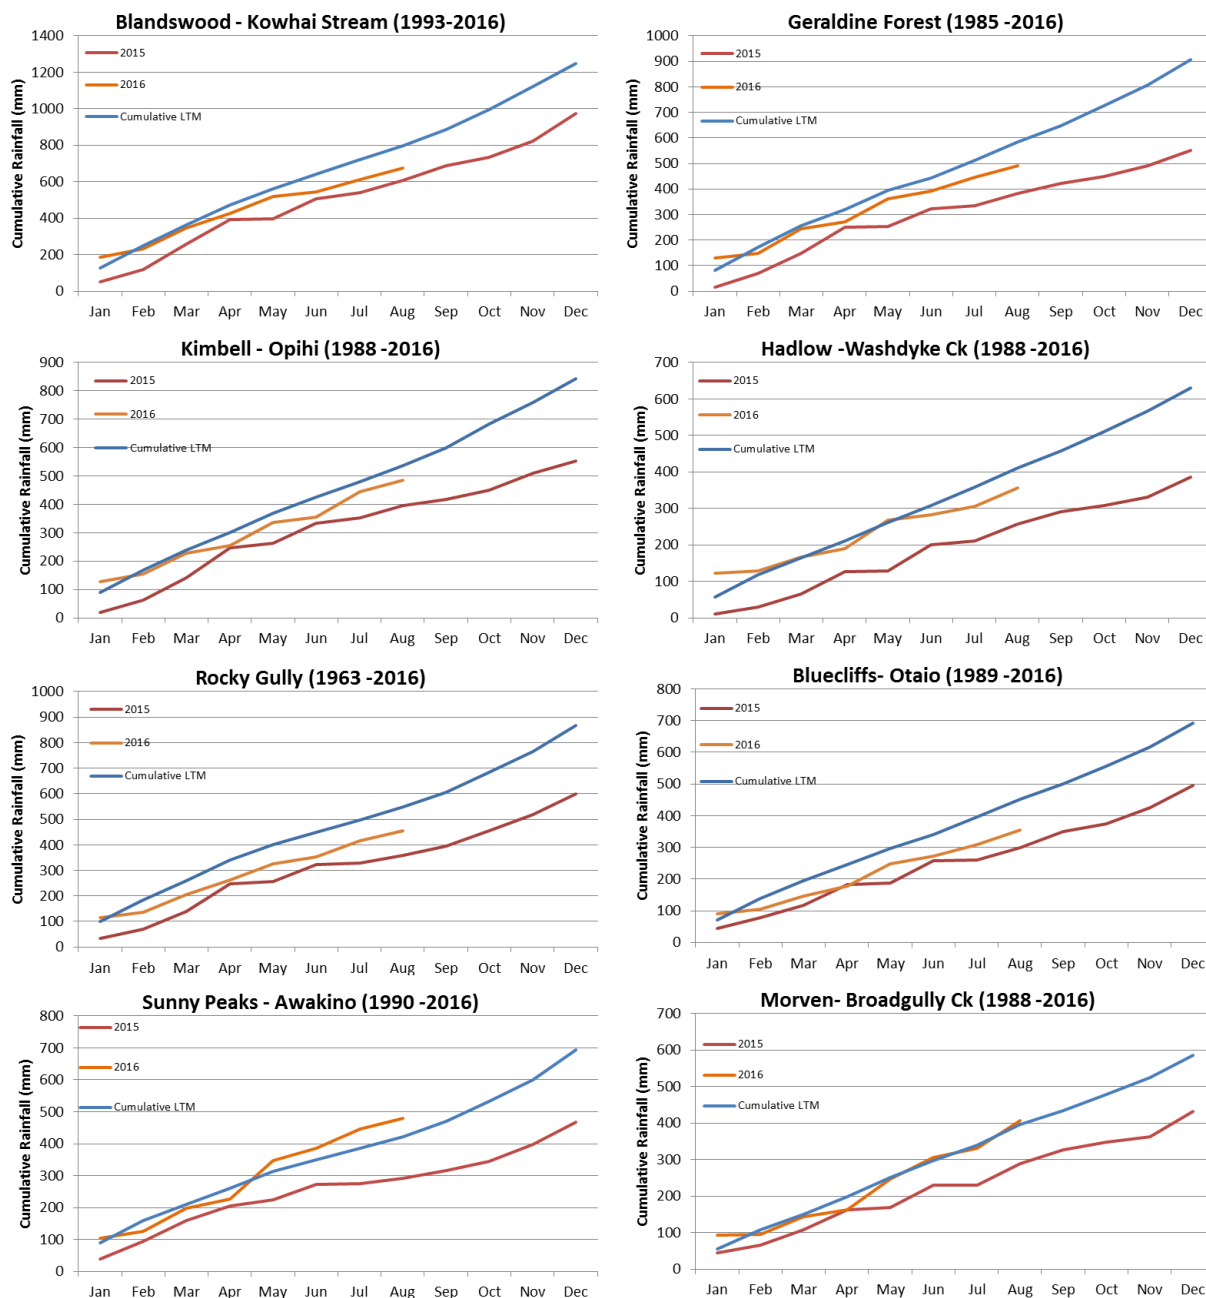 Blandswood - Kowhai Stream (1993-2016)
Cumulative Rainfall (mm)
1400
1200
1000
800
600
400
200
0
2015
2016
Cumulative LTM
Jan Feb Mar Apr May Jun Jul Aug Sep Oct Nov Dec
Geraldine Forest (1985 -2016)
Cumulative Rainfall (mm)
1000
900
800
700
600
500
400
300
200
100
0
2015
2016
Cumulative LTM
Jan Feb Mar Apr May Jun Jul Aug Sep Oct Nov Dec
Kimbell - Opihi (1988 -2016)
Cumulative Rainfall (mm)
900
800
700
600
500
400
300
200
100
0
2015
2016
Cumulative LTM
Jan Feb Mar Apr May Jun Jul Aug Sep Oct Nov Dec
Hadlow -Washdyke Ck (1988 -2016)
Cumulative Rainfall (mm)
700
600
500
400
300
200
100
0
2015
2016
Cumulative LTM
Jan Feb Mar Apr May Jun Jul Aug Sep Oct Nov Dec
Rocky Gully (1963 -2016)
Cumulative Rainfall (mm)
1000
900
800
700
600
500
400
300
200
100
0
2015
2016
Cumulative LTM
Jan Feb Mar Apr May Jun Jul Aug Sep Oct Nov Dec
Bluecliffs- Otaio (1989 -2016)
Cumulative Rainfall (mm)
800
700
600
500
400
300
200
100
0
2015
2016
Cumulative LTM
Jan Feb Mar Apr May Jun Jul Aug Sep Oct Nov Dec
Sunny Peaks - Awakino (1990 -2016)
Cumulative Rainfall (mm)
800
700
600
500
400
300
200
100
0
2015
2016
Cumulative LTM
Jan Feb Mar Apr May Jun Jul Aug Sep Oct Nov Dec
Morven- Broadgully Ck (1988 -2016)
Cumulative Rainfall (mm)
700
600
500
400
300
200
100
0
2015
2016
Cumulative LTM
Jan Feb Mar Apr May Jun Jul Aug Sep Oct Nov Dec